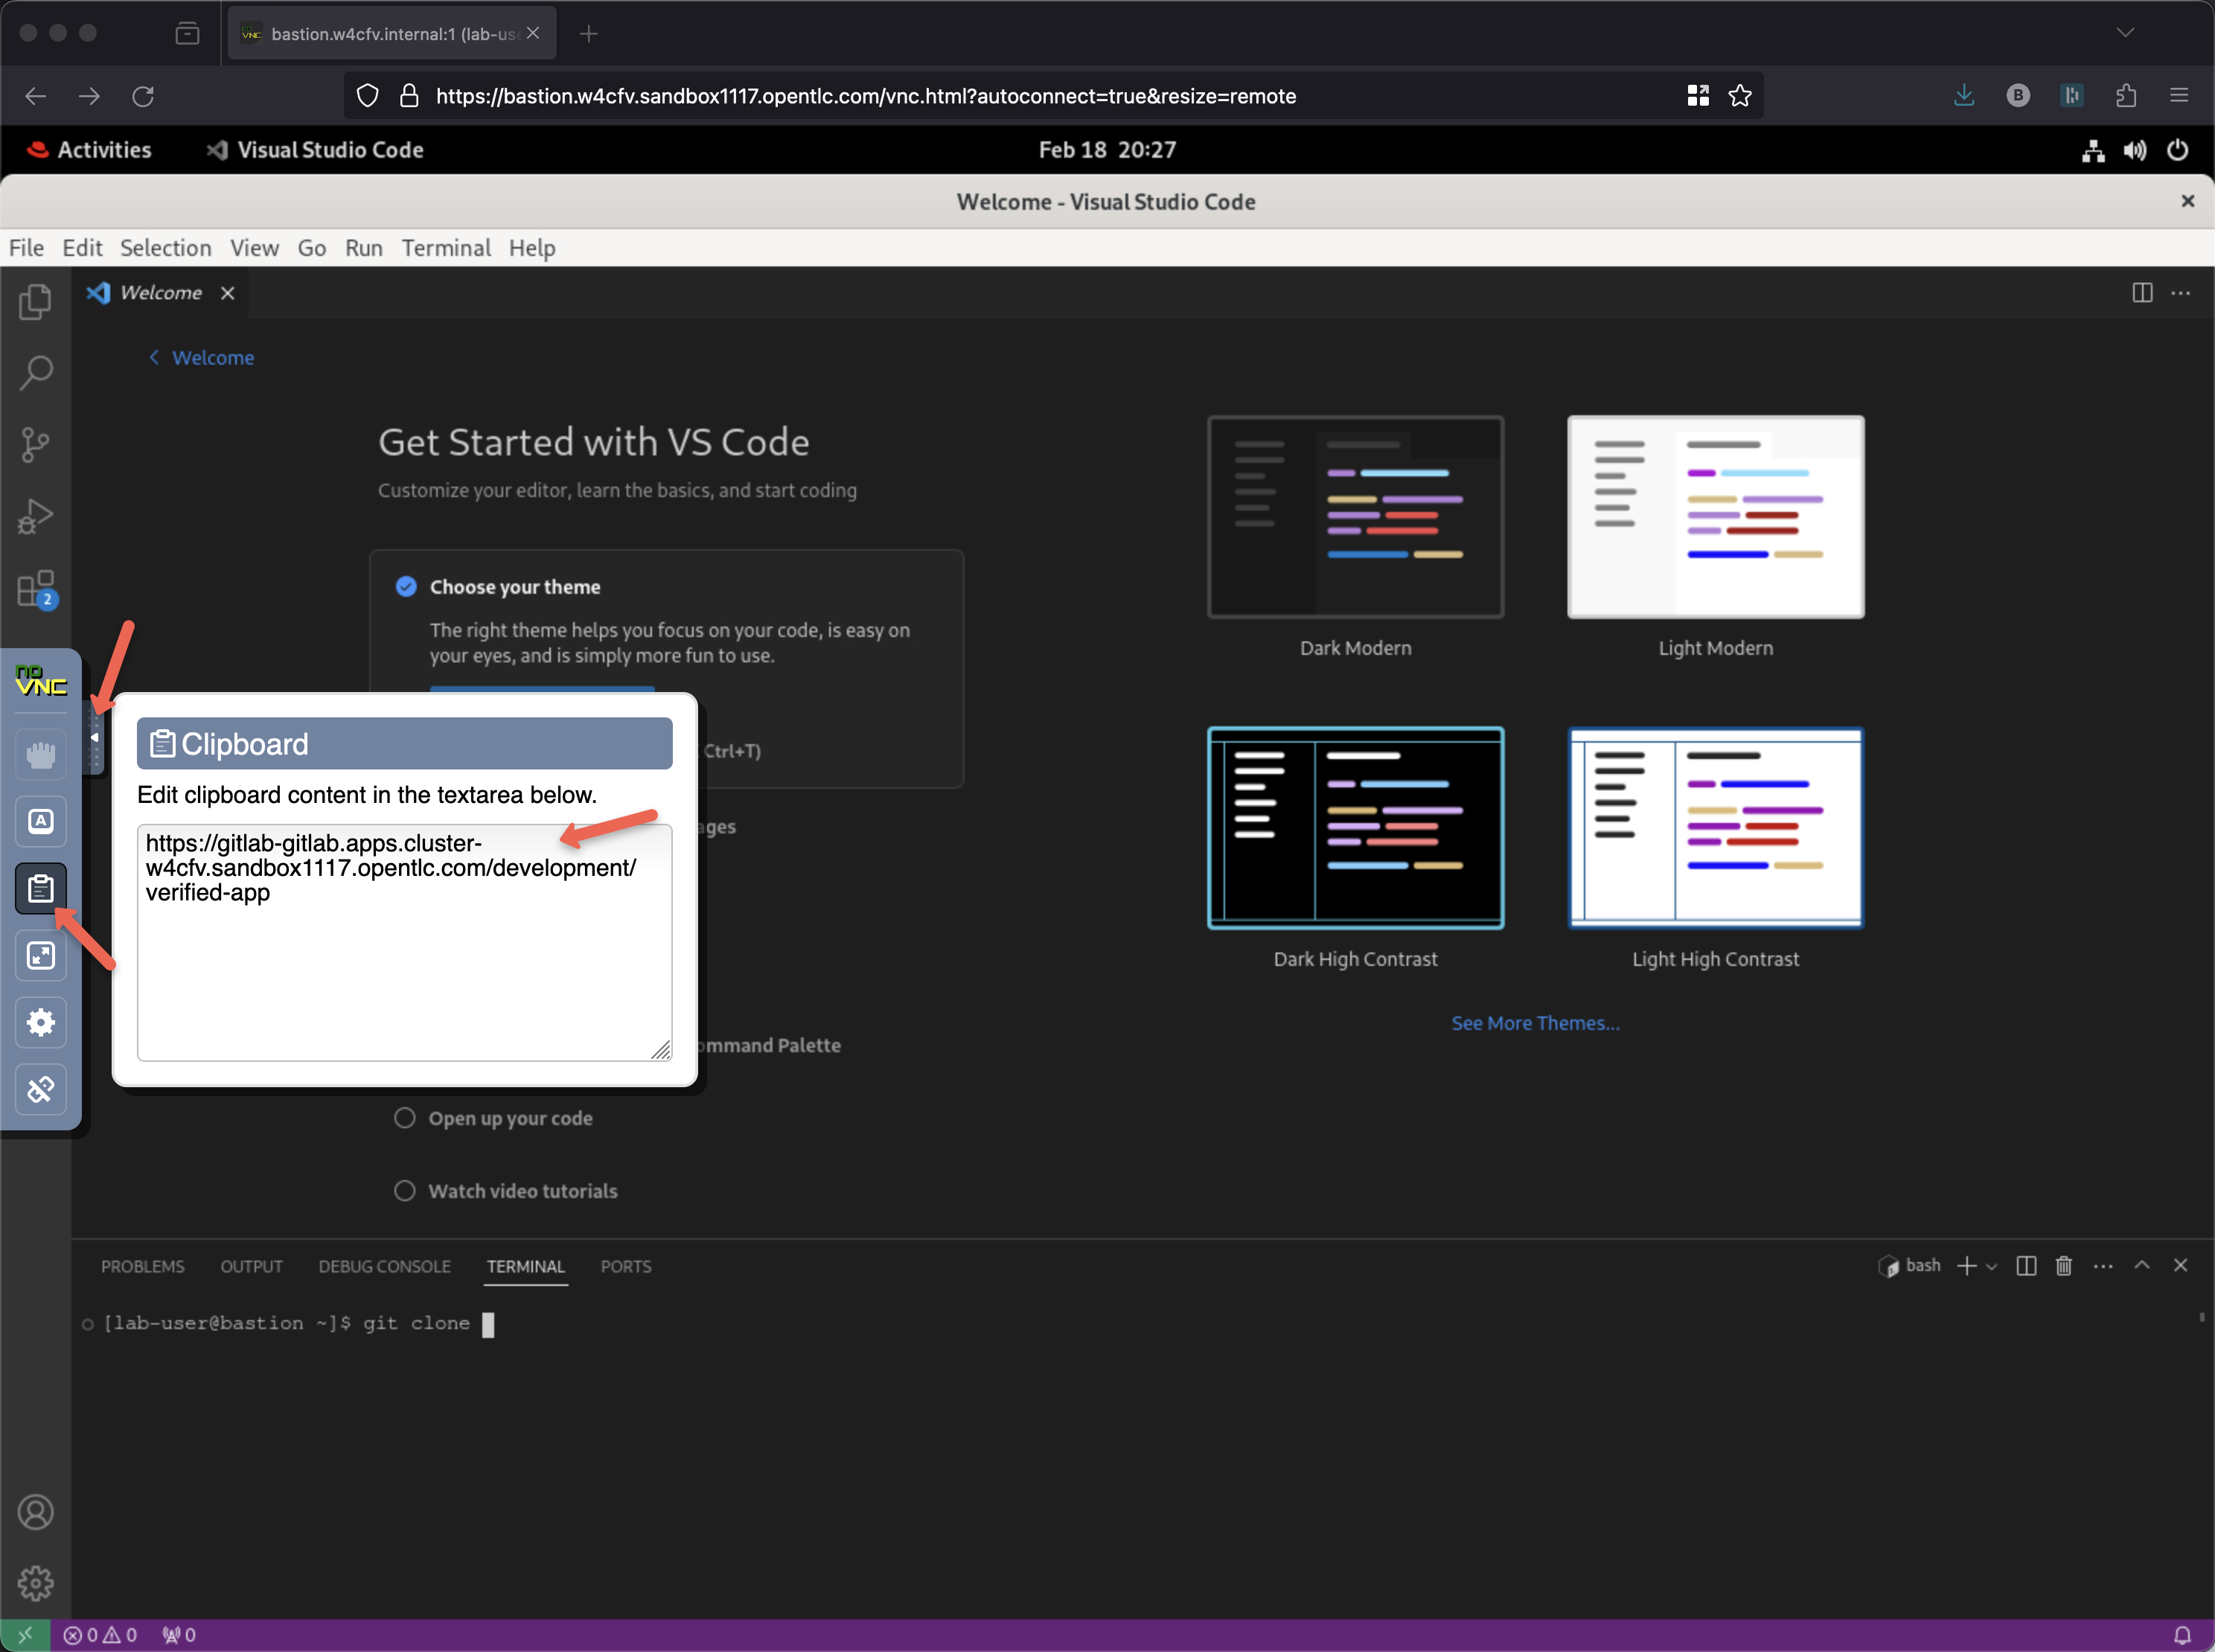 bastion.w4cfv.internal:1 (lab-us
https://bastion.w4cfv.sandbox1117.opentlc.com/vnc.html?autoconnect=true&resize=remote
B
Activities
Visual Studio Code
Feb 18 20:27
Welcome - Visual Studio Code
File Edit Selection View Go Run Terminal Help
Welcome
Welcome
Get Started with VS Code
Customize your editor, learn the basics, and start coding
Choose your theme
The right theme helps you focus on your code, is easy on
your eyes, and is simply more fun to use.
Ctrl+T)
ages
ommand Palette
Open up your code
Watch video tutorials
Dark Modern
Light Modern
Dark High Contrast
Light High Contrast
See More Themes...
2
no
VNC
A
Clipboard
Edit clipboard content in the textarea below.
https://gitlab-gitlab.apps.cluster-
w4cfv.sandbox1117.opentlc.com/development/
verified-app
PROBLEMS OUTPUT DEBUG CONSOLE TERMINAL PORTS
bash
[lab-user@bastion ~]$ git clone
0 0 0